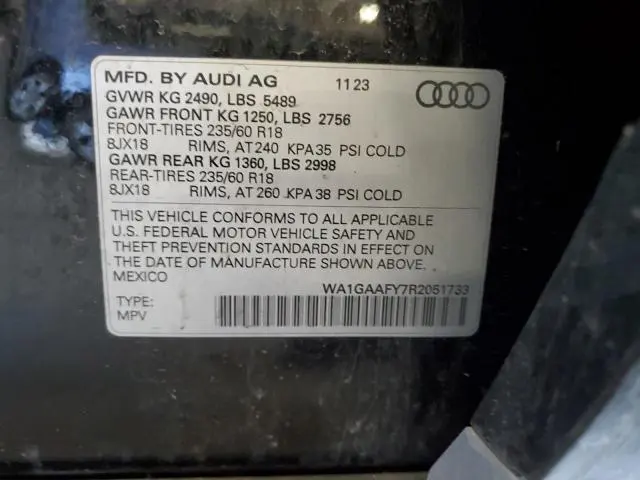 MFD. BY AUDI AG 11 23
GVWR KG 2490, LBS 5489
GAWR FRONT KG 1250, LBS 2756
FRONT-TIRES 235/60 R18
8JX18 RIMS, AT 240 KPA 35 PSI COLD
GAWR REAR KG 1360, LBS 2998
REAR-TIRES 235/60 R18
8JX18 RIMS, AT 260 KPA 38 PSI COLD
THIS VEHICLE CONFORMS TO ALL APPLICABLE
U.S. FEDERAL MOTOR VEHICLE SAFETY AND
THEFT PREVENTION STANDARDS IN EFFECT ON
THE DATE OF MANUFACTURE SHOWN ABOVE.
MEXICO
WA1GAAFY7R2051733
TYPE:
MPV